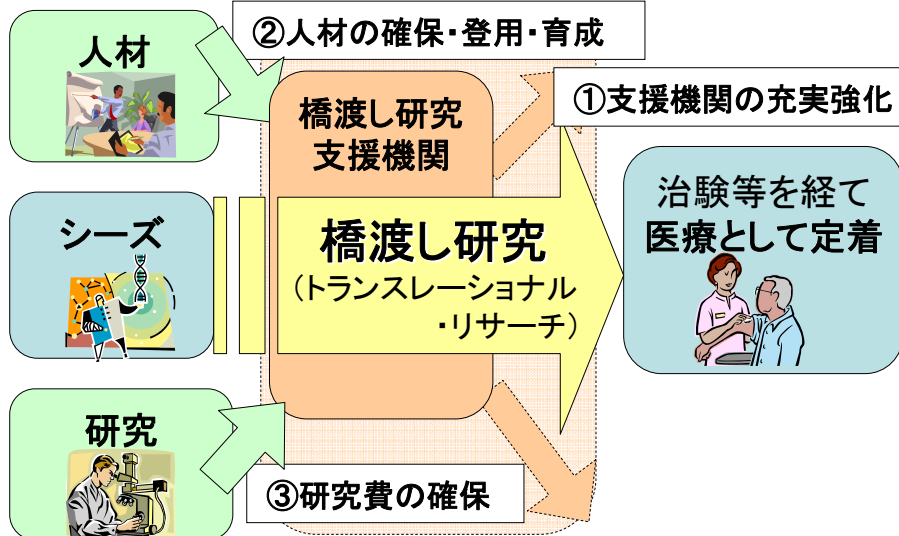 人材
②人材の確保・登用・育成
橋渡し研究
支援機関
①支援機関の充実強化
シーズ
橋渡し研究
(トランスレーショナル
・リサーチ)
治験等を経て
医療として定着
研究
③研究費の確保